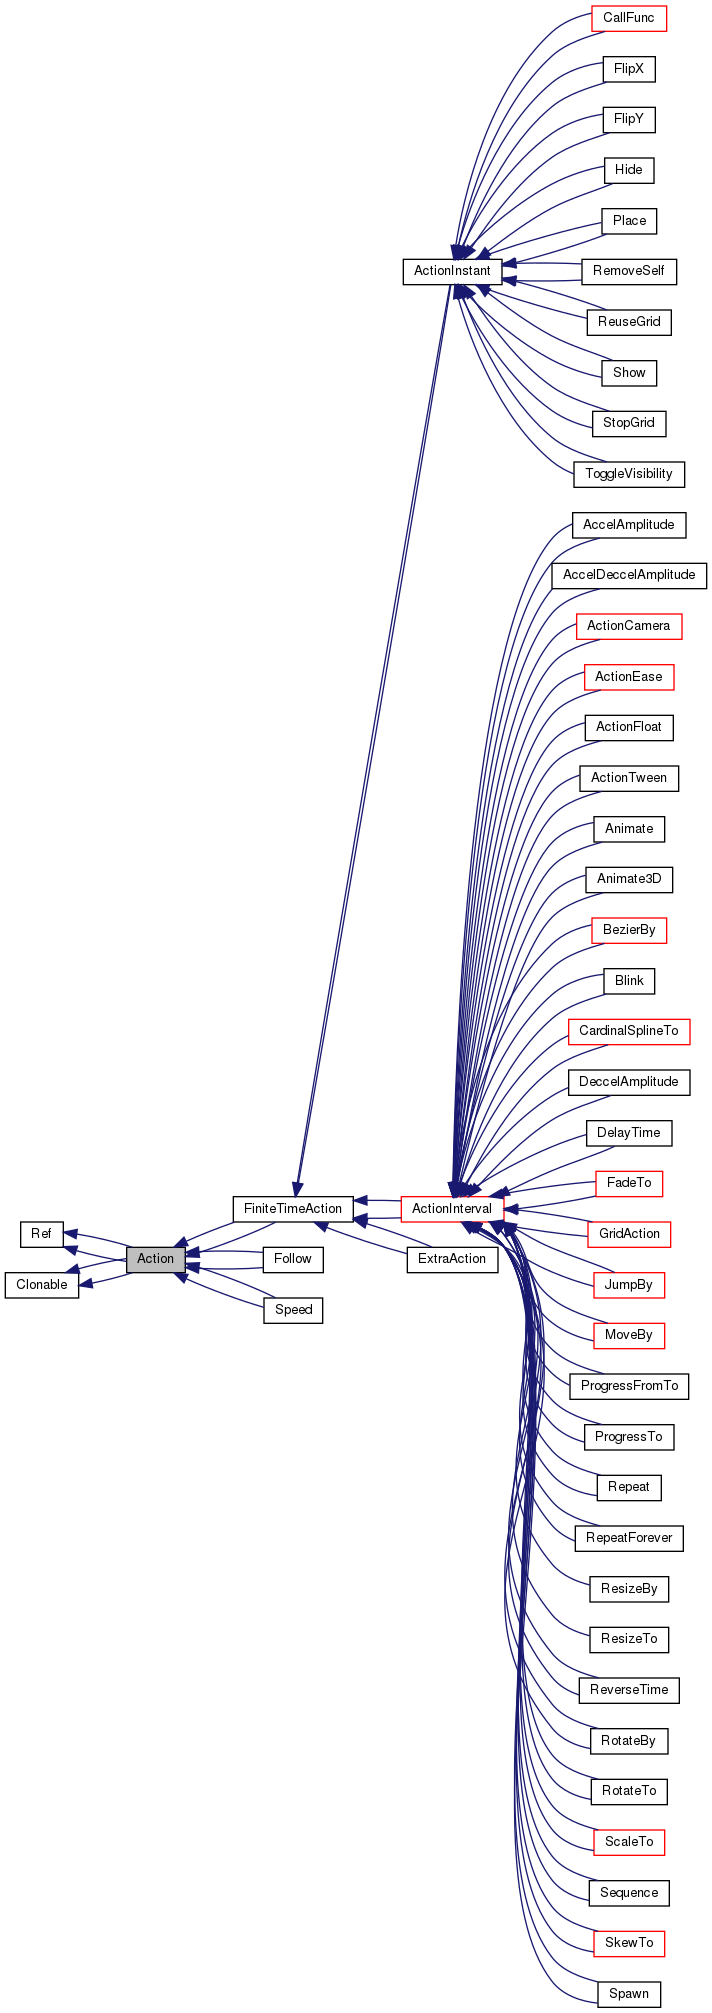 CallFunc
FlipX
FlipY
Hide
Place
ActionInstant
RemoveSelf
ReuseGrid
Show
StopGrid
ToggleVisibility
AccelAmplitude
AccelDeccelAmplitude
ActionCamera
ActionEase
ActionFloat
ActionTween
Animate
Animate3D
BezierBy
Blink
CardinalSplineTo
DeccelAmplitude
DelayTime
FadeTo
FiniteTimeAction
ActionInterval
Ref
GridAction
Action
Follow
ExtraAction
Clonable
JumpBy
Speed
MoveBy
ProgressFromTo
ProgressTo
Repeat
RepeatForever
ResizeBy
ResizeTo
ReverseTime
RotateBy
RotateTo
ScaleTo
Sequence
SkewTo
Spawn